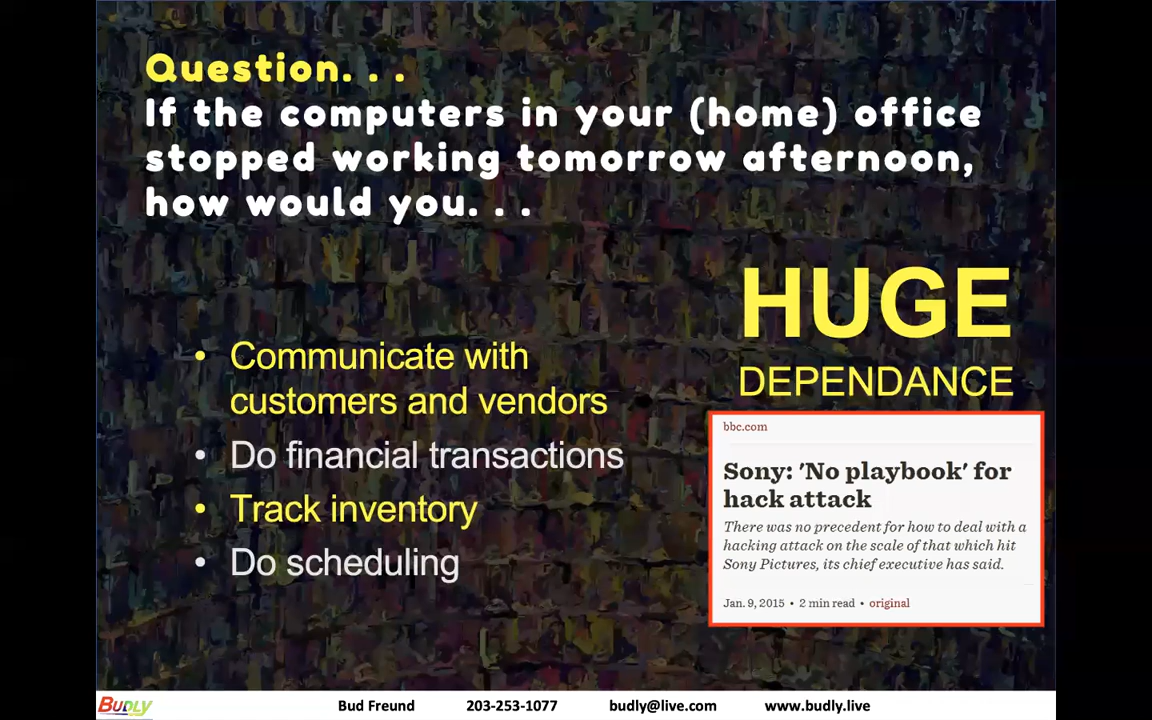 Question. . .
If the computers in your (home) office
stopped working tomorrow afternoon,
how would you. . .
• Communicate with
customers and vendors
• Do financial transactions
• Track inventory
• Do scheduling
HUGE
DEPENDANCE
bbc.com
Sony: 'No playbook' for
hack attack
There was no precedent for how to deal with a
hacking attack on the scale of that which hit
Sony Pictures, its chief executive has said.
Jan. 9, 2015 • 2 min read • original
BUDLY Bud Freund 203-253-1077 budly@live.com www.budly.live